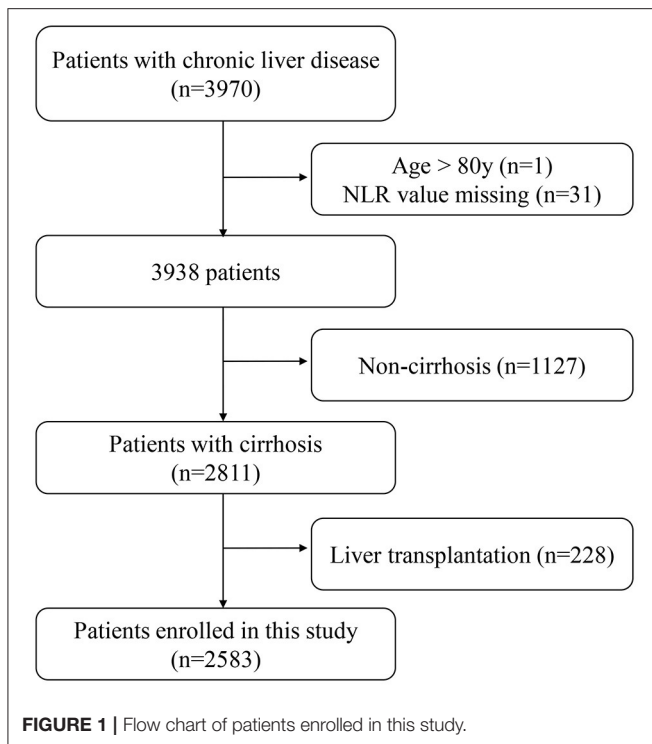 Patients with chronic liver disease
(n=3970)
Age > 80y (n=1)
NLR value missing (n=31)
3938 patients
Non-cirrhosis (n=1127)
Patients with cirrhosis
(n=2811)
Liver transplantation (n=228)
Patients enrolled in this study
(n=2583)
FIGURE 1 | Flow chart of patients enrolled in this study.